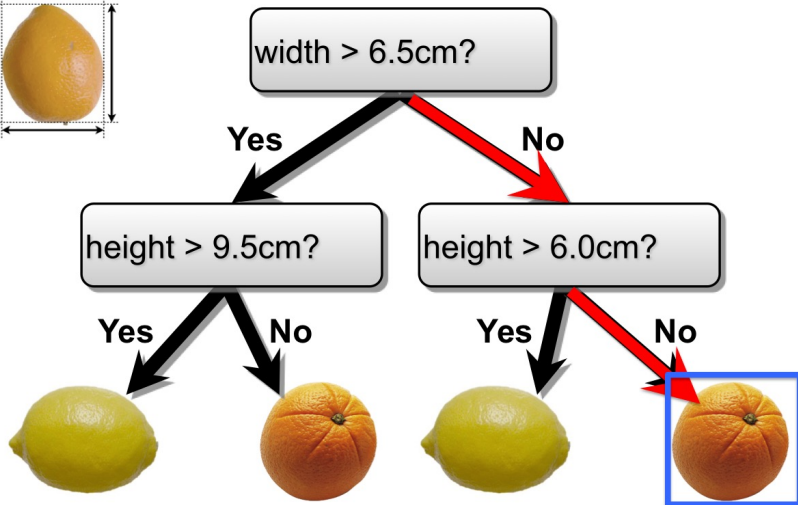 width > 6.5cm?
Yes
No
height > 9.5cm?
height > 6.0cm?
Yes
No
Yes
No